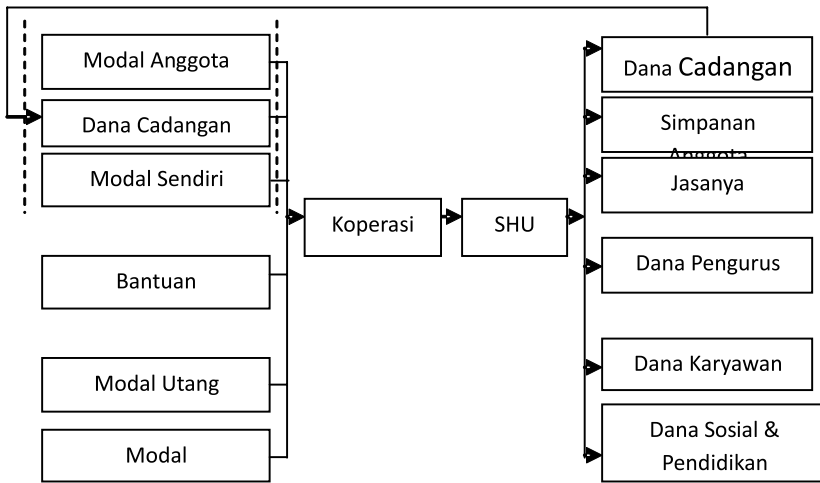 Modal Anggota
Dana Cadangan
Modal Sendiri
Bantuan
Modal Utang
Modal
Koperasi
SHU
Dana Cadangan
Simpanan
Anggota
Jasanya
Dana Pengurus
Dana Karyawan
Dana Sosial &
Pendidikan